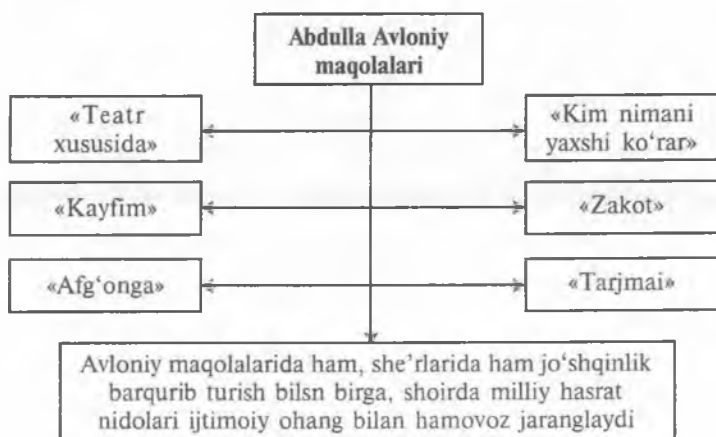 Abdulla Avloniy
maqolalari
«Teatr
xususida»
«Kim nimani
yaxshi ko‘rar»
«Kayfim»
«Zakot»
«Afg‘onga»
«Tarjmai»
Avloniy maqolalarida ham, she’rlarida ham jo‘shqinlik
barqurib turish bilsn birga, shoirda milliy hasrat
nidolari ijtimoiy ohang bilan hamovoz jaranglaydi